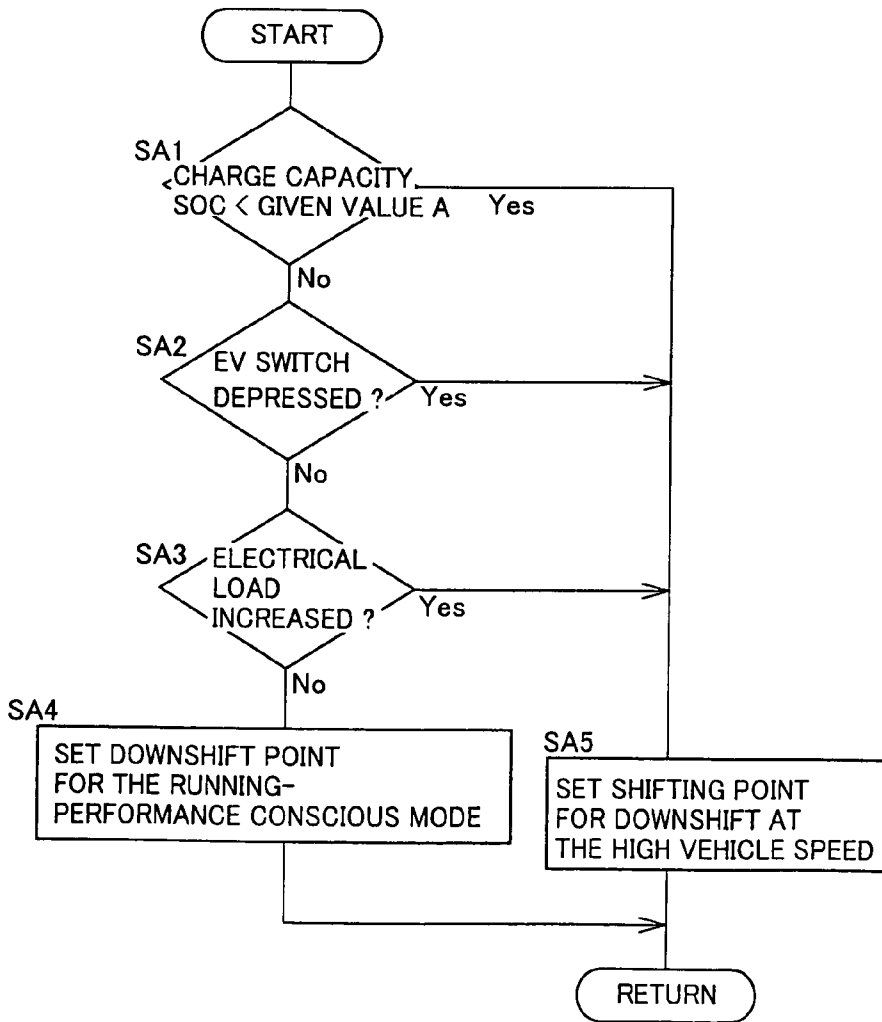 START
SA1
CHARGE CAPACITY
SOC < GIVEN VALUE A
Yes
No
SA2
EV SWITCH
DEPRESSED ?
Yes
No
SA3
ELECTRICAL
LOAD
INCREASED ?
Yes
No
SA4
SET DOWNSHIFT POINT
FOR THE RUNNING-
PERFORMANCE CONSCIOUS MODE
SA5
SET SHIFTING POINT
FOR DOWNSHIFT AT
THE HIGH VEHICLE SPEED
RETURN